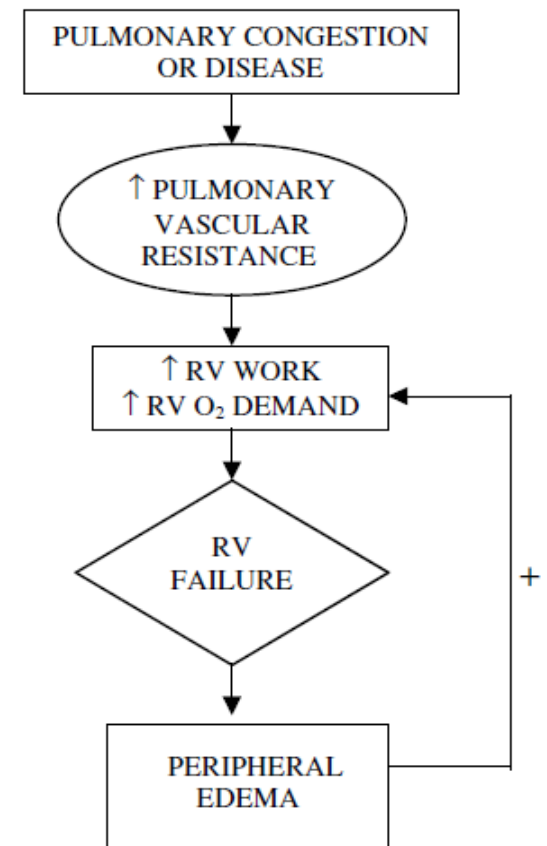 PULMONARY CONGESTION
OR DISEASE
↑ PULMONARY
VASCULAR
RESISTANCE
↑ RV WORK
↑ RV O₂ DEMAND
RV
FAILURE
+
PERIPHERAL
EDEMA